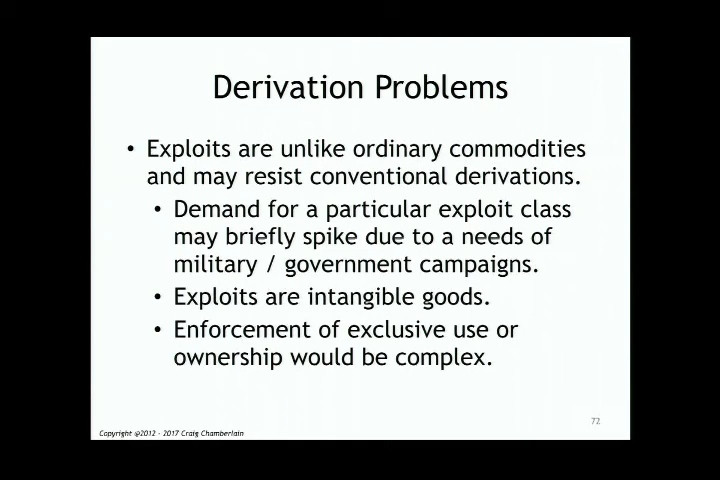 Derivation Problems
• Exploits are unlike ordinary commodities
and may resist conventional derivations.
• Demand for a particular exploit class
may briefly spike due to a needs of
military / government campaigns.
• Exploits are intangible goods.
• Enforcement of exclusive use or
ownership would be complex.
72
Copyright @2012 - 2017 Craig Chamberlain